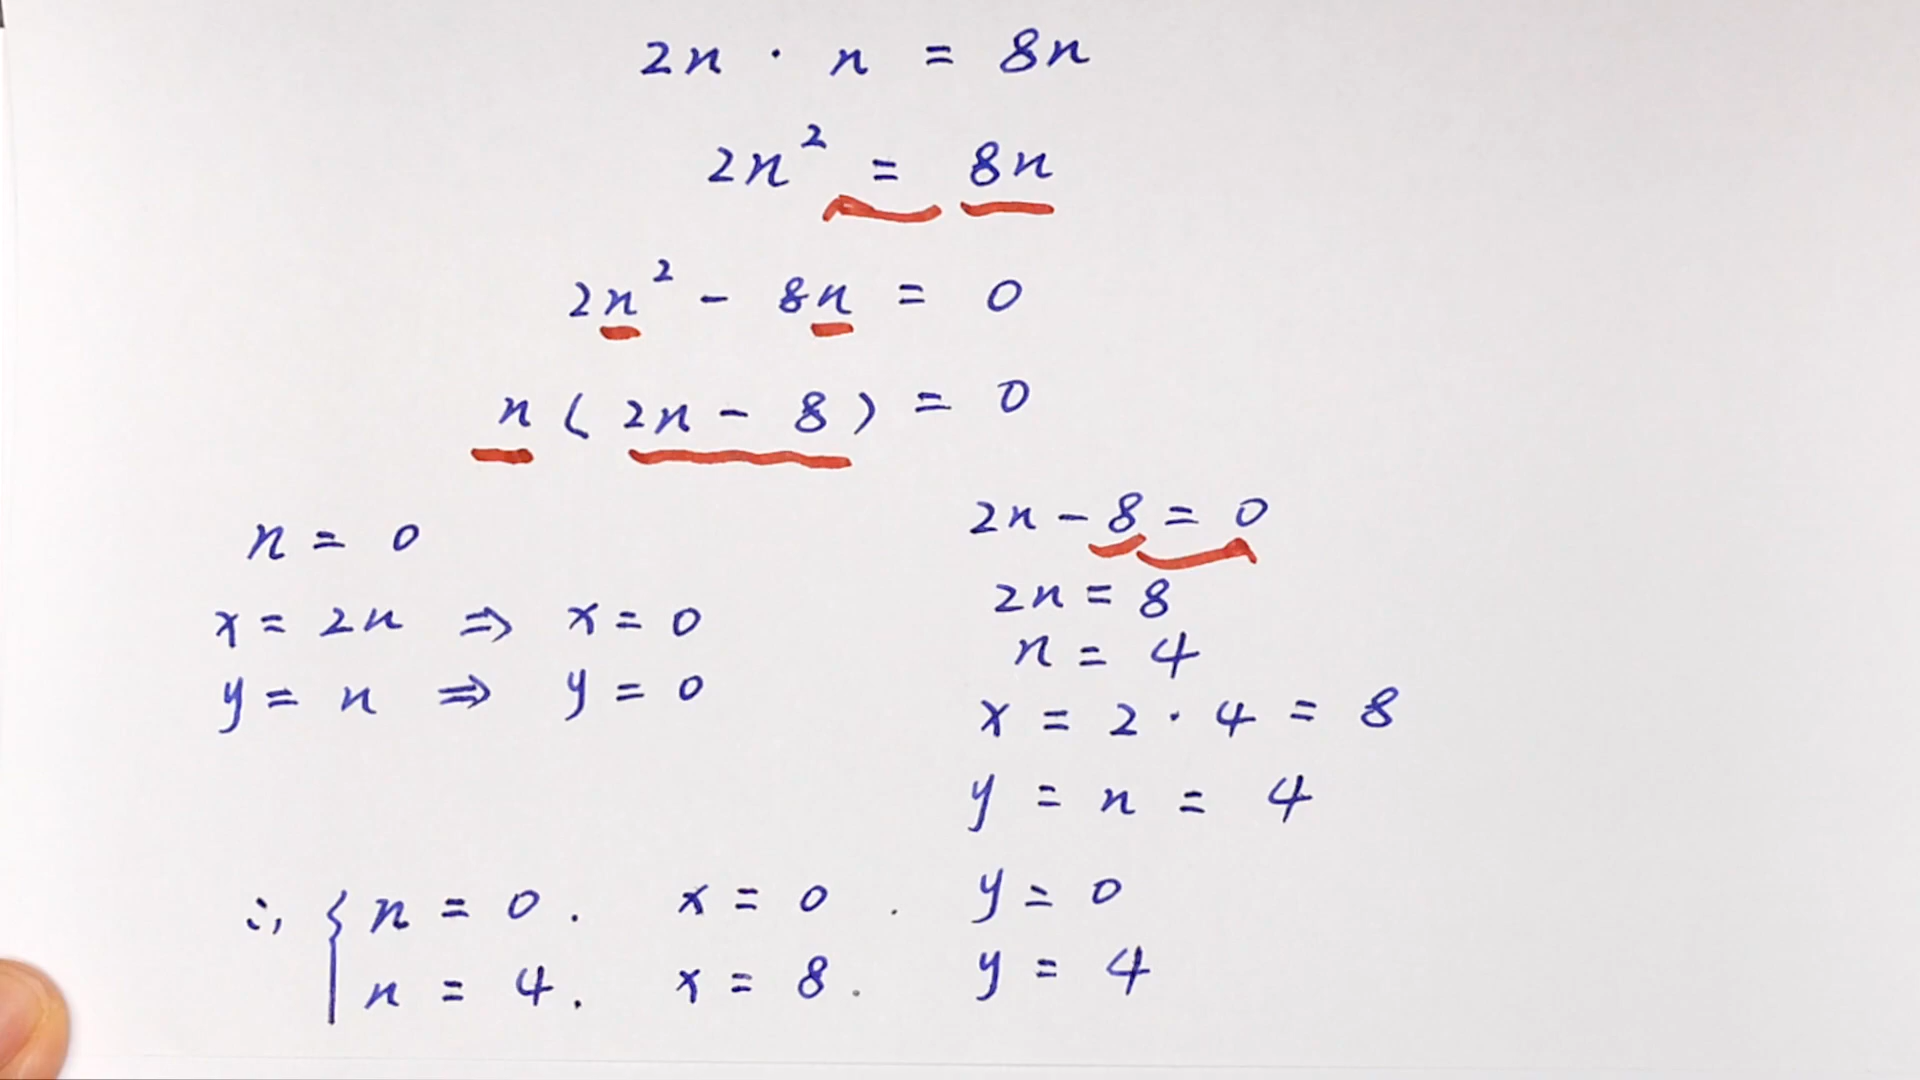 2n · n = 8n
2n² = 8n
2n² - 8n = 0
n ( 2n - 8 ) = 0
n = 0
x = 2n ⇒ x = 0
y = n ⇒ y = 0
2n - 8 = 0
2n = 8
n = 4
x = 2 · 4 = 8
y = n = 4
∴ { n = 0 . x = 0 . y = 0
n = 4 . x = 8 . y = 4